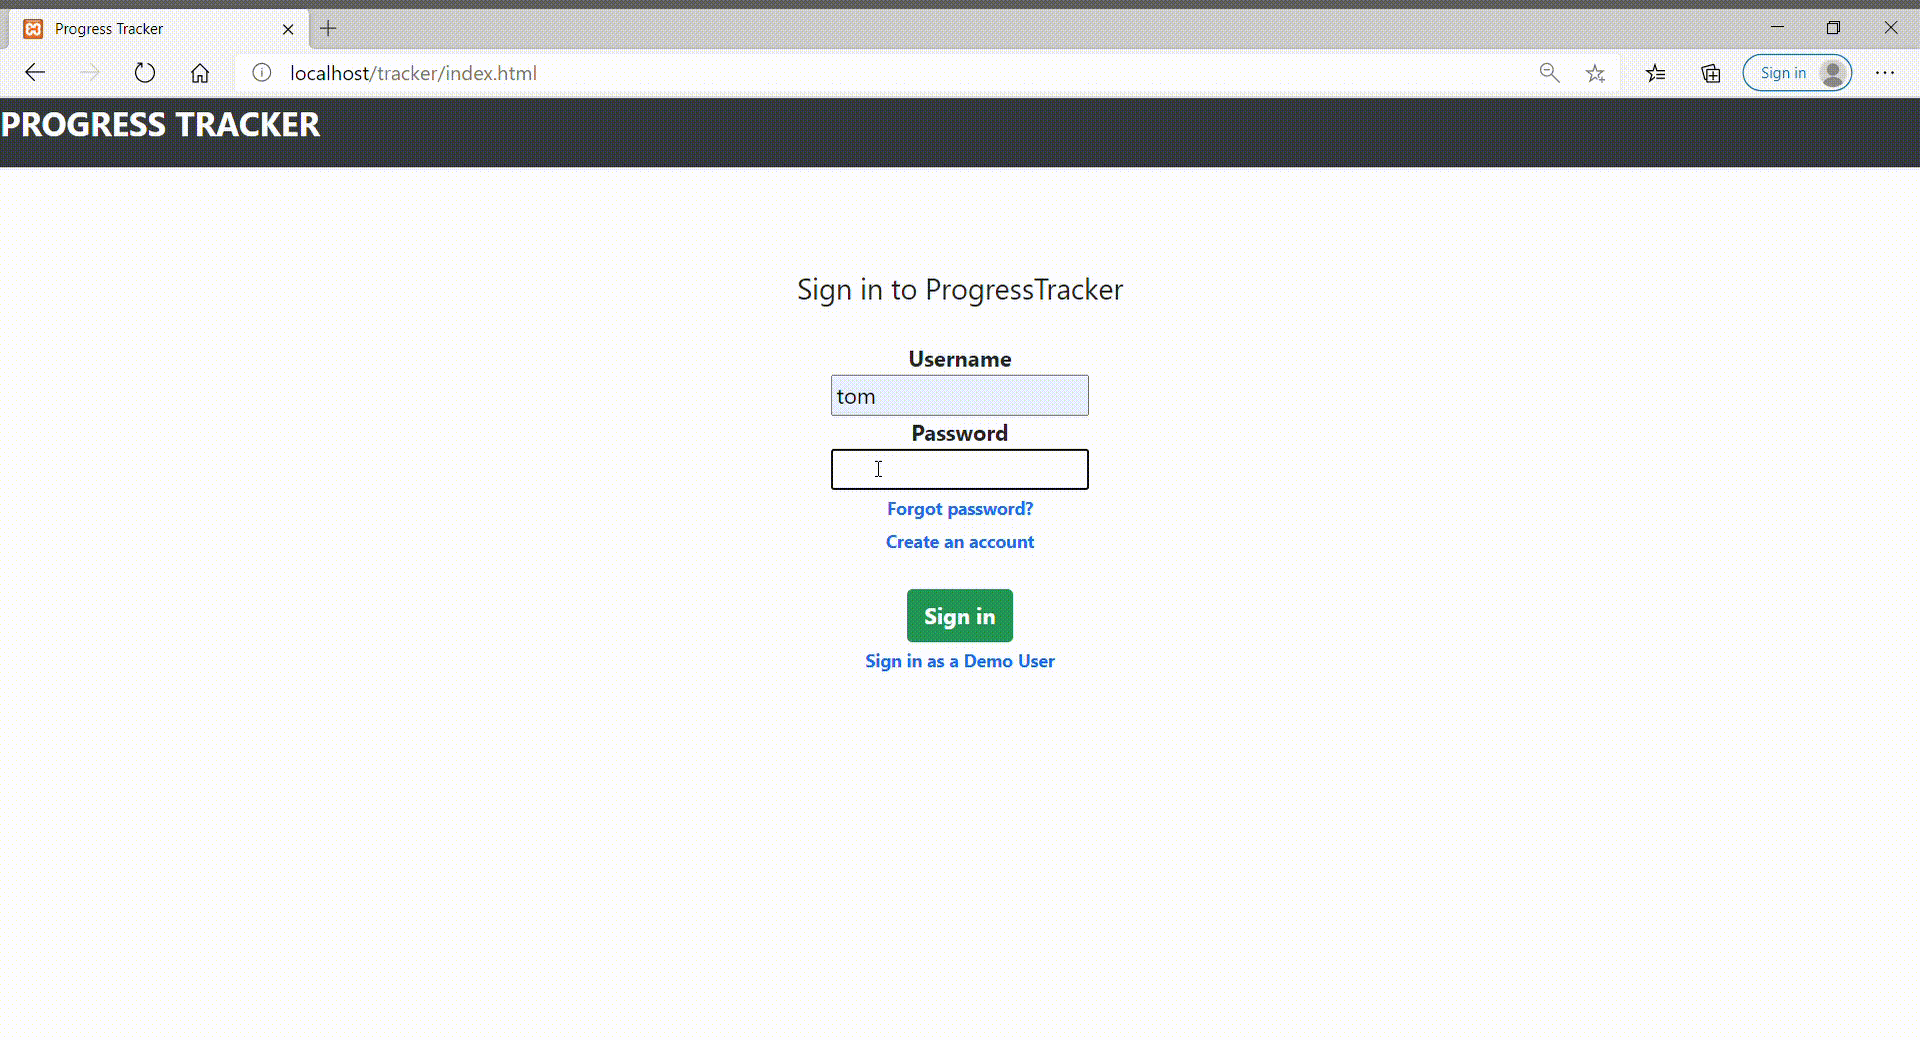 Progress Tracker
localhost/tracker/index.html
Sign in
PROGRESS TRACKER
Sign in to ProgressTracker
Username
tom
Password
Forgot password?
Create an account
Sign in
Sign in as a Demo User